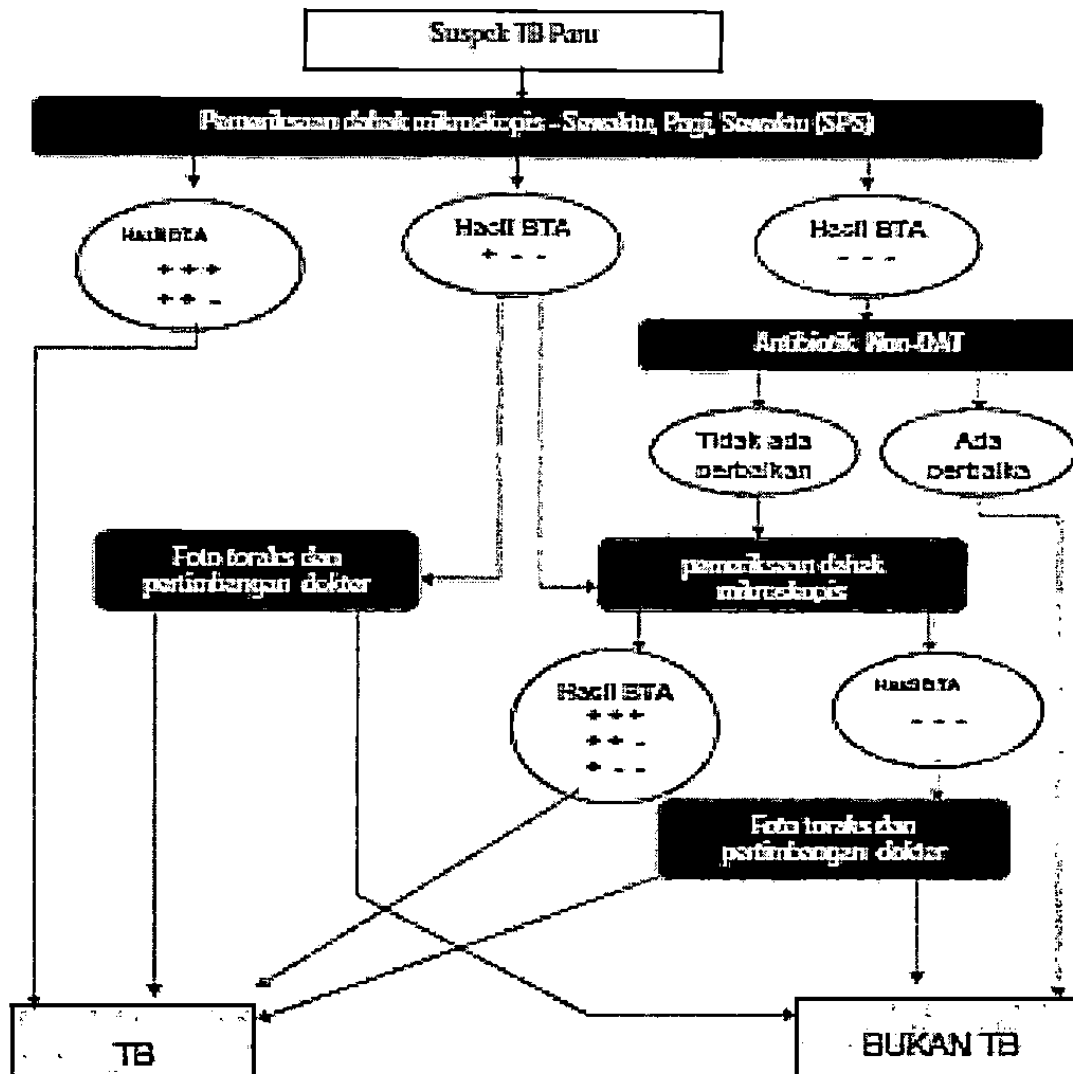 Suspek TB Paru
Pemeriksaan dahak mikroskopis - Sewaktu, Pagi, Sewaktu (SPS)
Hasil BTA
+ + +
+ + -
Hasil BTA
+ - -
Hasil BTA
- - -
Antibiotik Non-OAT
Tidak ada
perbaikan
Ada
perbaika
Foto toraks dan
pertimbangan dokter
pemeriksaan dahak
mikroskopis
Hasil BTA
+ + +
+ + -
+ - -
Hasil BTA
- - -
Foto toraks dan
pertimbangan dokter
TB
BUKAN TB